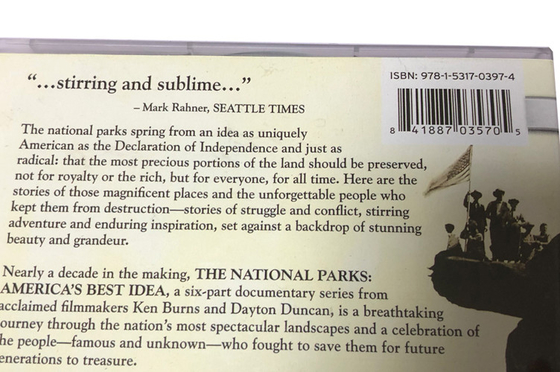 ISBN: 978-1-5317-0397-4
8 41887 03570 5
“...stirring and sublime...”
– Mark Rahner, SEATTLE TIMES
The national parks spring from an idea as uniquely
American as the Declaration of Independence and just as
radical: that the most precious portions of the land should be preserved,
not for royalty or the rich, but for everyone, for all time. Here are the
stories of those magnificent places and the unforgettable people who
kept them from destruction—stories of struggle and conflict, stirring
adventure and enduring inspiration, set against a backdrop of stunning
beauty and grandeur.
Nearly a decade in the making, THE NATIONAL PARKS:
AMERICA'S BEST IDEA, a six-part documentary series from
acclaimed filmmakers Ken Burns and Dayton Duncan, is a breathtaking
ourney through the nation's most spectacular landscapes and a celebration of
he people—famous and unknown—who fought to save them for future
enerations to treasure.